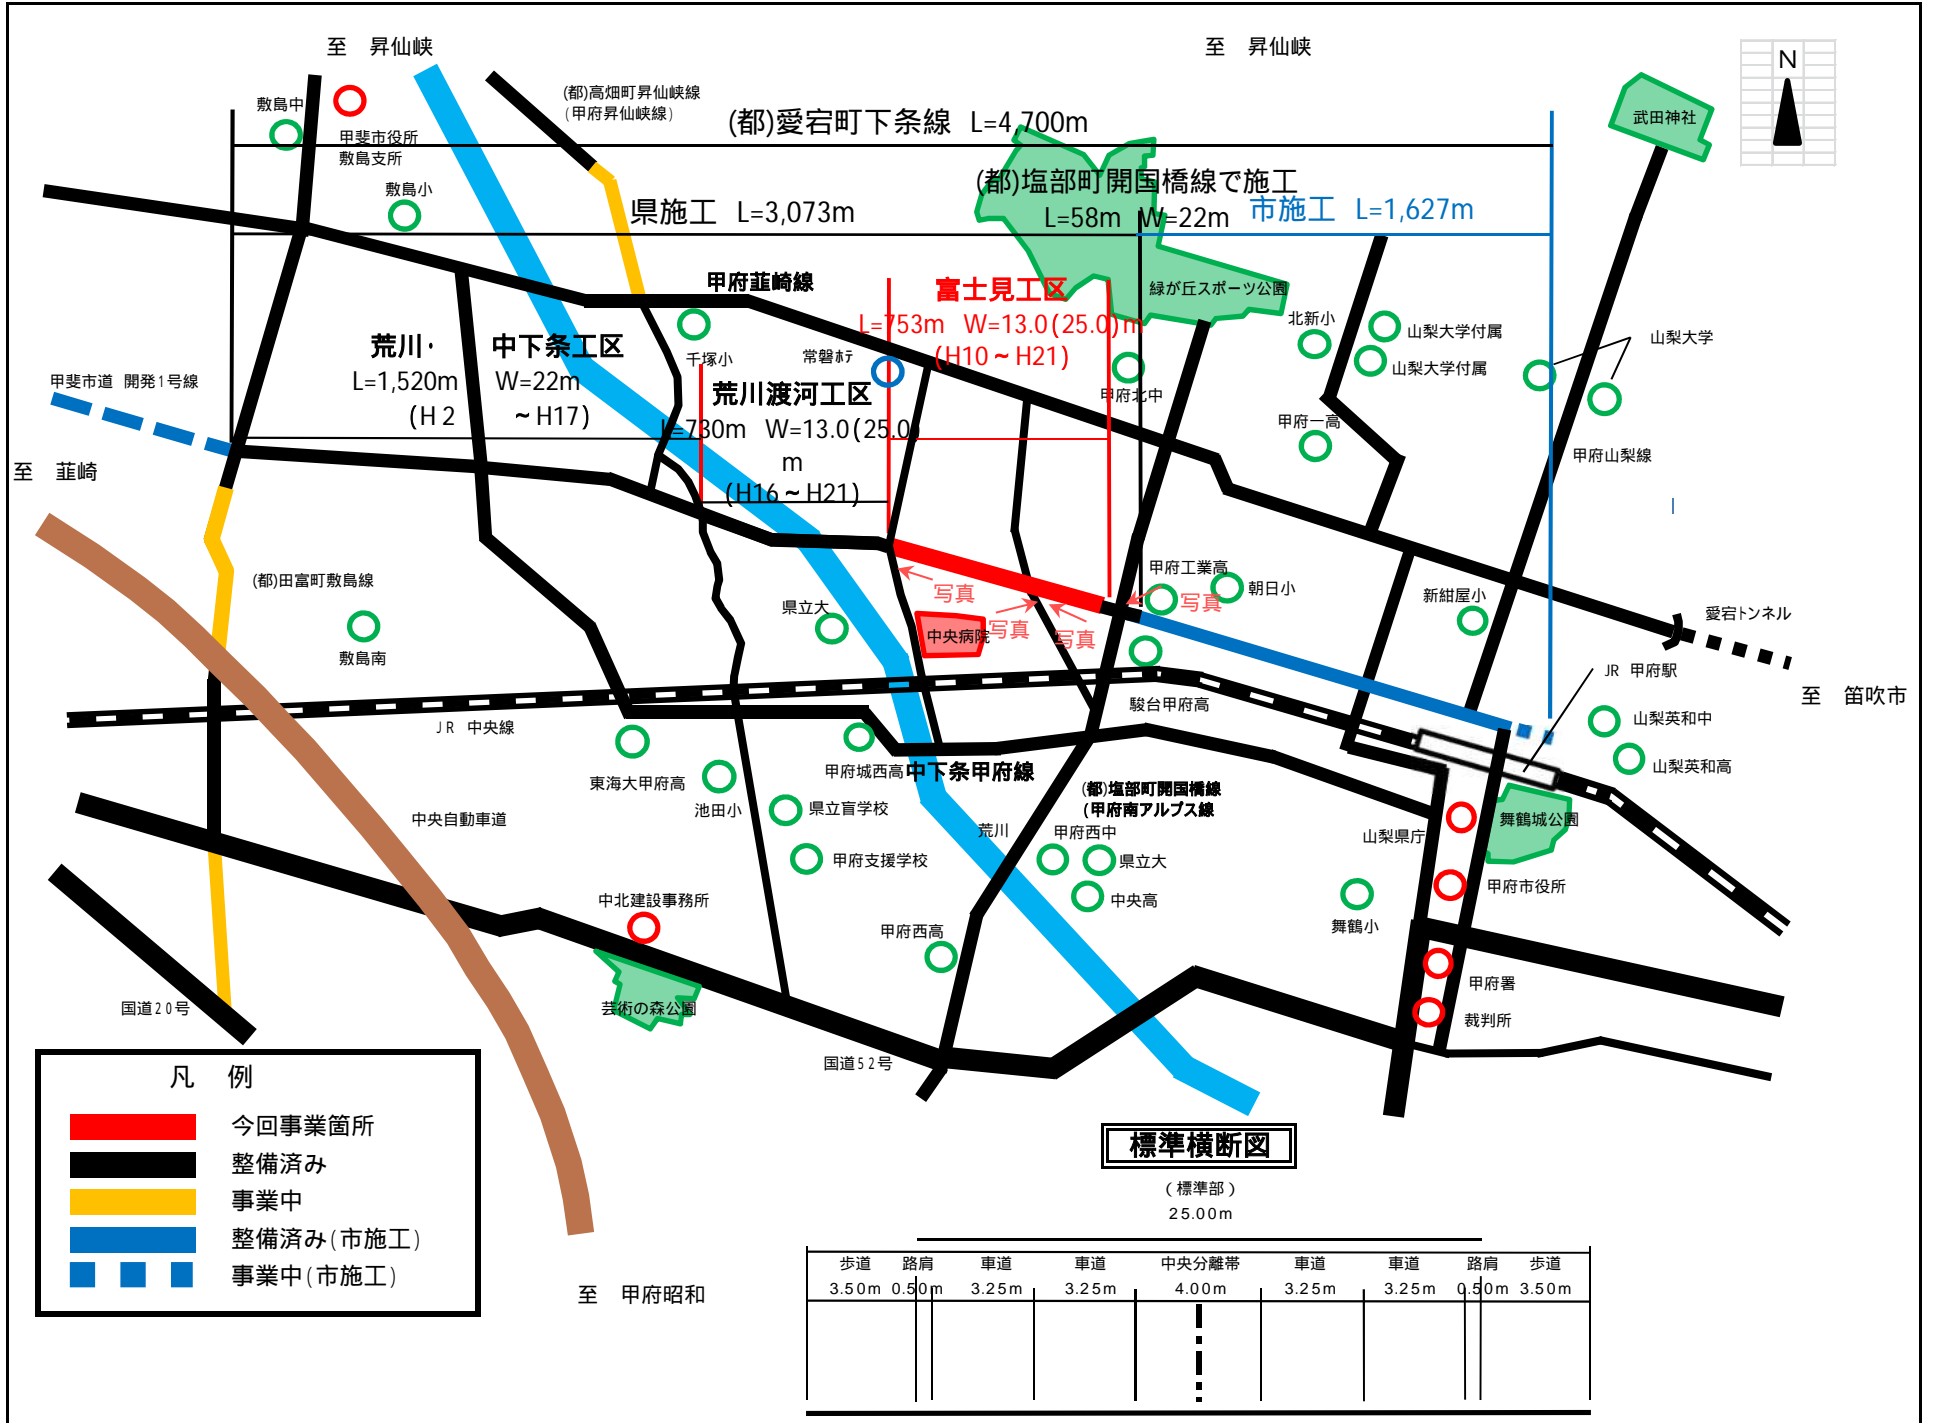 至 昇仙峡
至 昇仙峡
N
敷島中
甲斐市役所
敷島支所
(都)高畑町昇仙峡線
(甲府昇仙峡線)
(都)愛宕町下条線 L=4,700m
武田神社
敷島小
県施工 L=3,073m
(都)塩部町開国橋線で施工
L=58m W=22m
市施工 L=1,627m
甲府韮崎線
富士見工区
L=753m W=13.0(25.0)m
(H10~H21)
緑が丘スポーツ公園
北新小
山梨大学付属
山梨大学付属
山梨大学
荒川・
中下条工区
L=1,520m
W=22m
(H2
~H17)
千塚小
常磐ホテ
甲府北中
甲斐市道 開発1号線
荒川渡河工区
L=730m W=13.0(25.0)
m
(H16~H21)
甲府一高
甲府山梨線
至 韮崎
(都)田富町敷島線
敷島南
県立大
写真
中央病院
写真
写真
写真
甲府工業高
朝日小
新紺屋小
愛宕トンネル
JR 甲府駅
至 笛吹市
駿台甲府高
山梨英和中
山梨英和高
JR 中央線
東海大甲府高
池田小
甲府城西高
中下条甲府線
(都)塩部町開国橋線
(甲府南アルプス線
中央自動車道
県立盲学校
荒川
甲府西中
県立大
山梨県庁
舞鶴城公園
甲府支援学校
中央高
甲府市役所
中北建設事務所
甲府西高
舞鶴小
甲府署
裁判所
国道20号
芸術の森公園
国道52号
凡 例
今回事業箇所
整備済み
事業中
整備済み(市施工)
事業中(市施工)
至 甲府昭和
標準横断図
(標準部)
25.00m
歩道 路肩 車道 車道 中央分離帯 車道 車道 路肩 歩道
3.50m 0.50m 3.25m 3.25m 4.00m 3.25m 3.25m 0.50m 3.50m